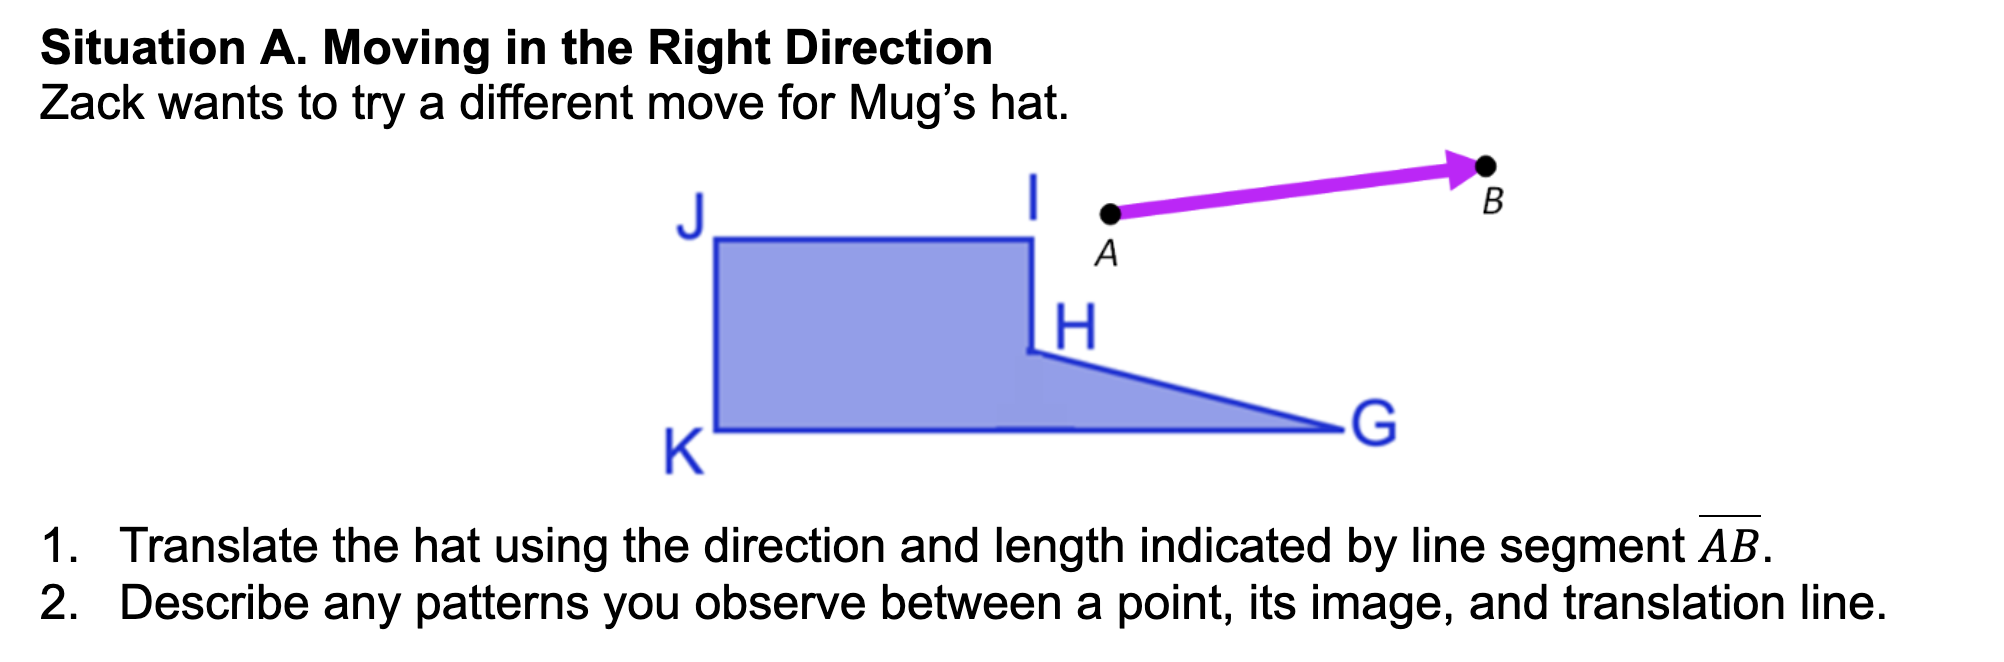 Situation A. Moving in the Right Direction
Zack wants to try a different move for Mug’s hat.
J
I
B
A
H
G
K
1. Translate the hat using the direction and length indicated by line segment A̅B̅.
2. Describe any patterns you observe between a point, its image, and translation line.